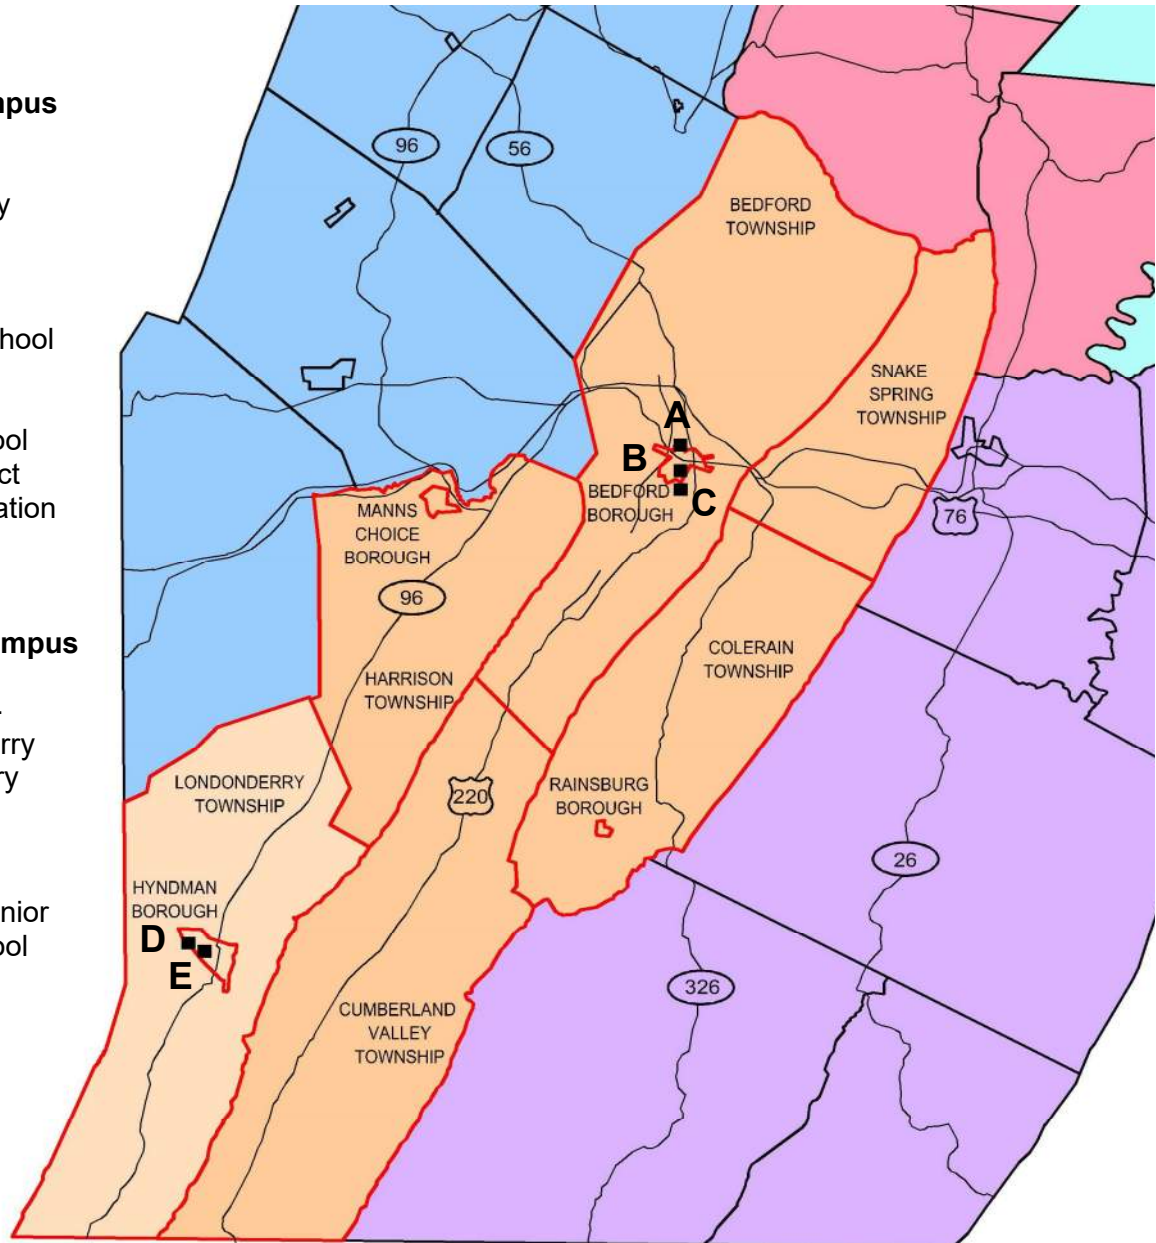 mpus
y
hool
ol
ct
ation
mpus
rry
ry
nior
ol
96
56
BEDFORD
TOWNSHIP
SNAKE
SPRING
TOWNSHIP
A
B
BEDFORD
BOROUGH
C
76
MANNS
CHOICE
BOROUGH
96
HARRISON
TOWNSHIP
COLERAIN
TOWNSHIP
LONDONDERRY
TOWNSHIP
220
RAINSBURG
BOROUGH
26
HYNDMAN
BOROUGH
D
E
326
CUMBERLAND
VALLEY
TOWNSHIP